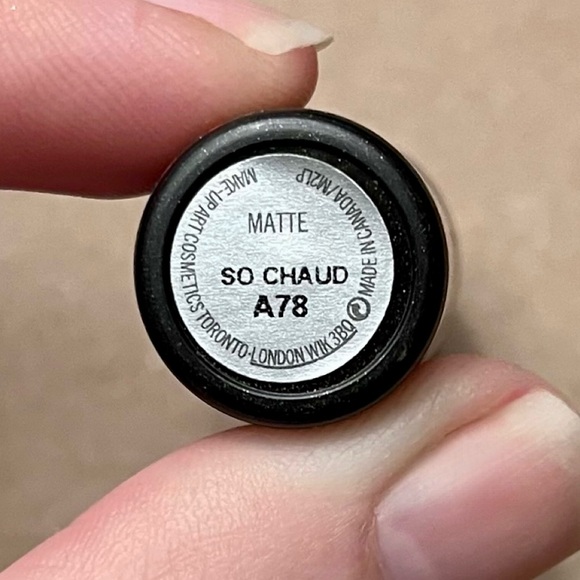 MATTE
SO CHAUD
A78
MAKE-UP ART COSMETICS TORONTO-LONDON W1K 3BQ
MADE IN CANADA/M2LP